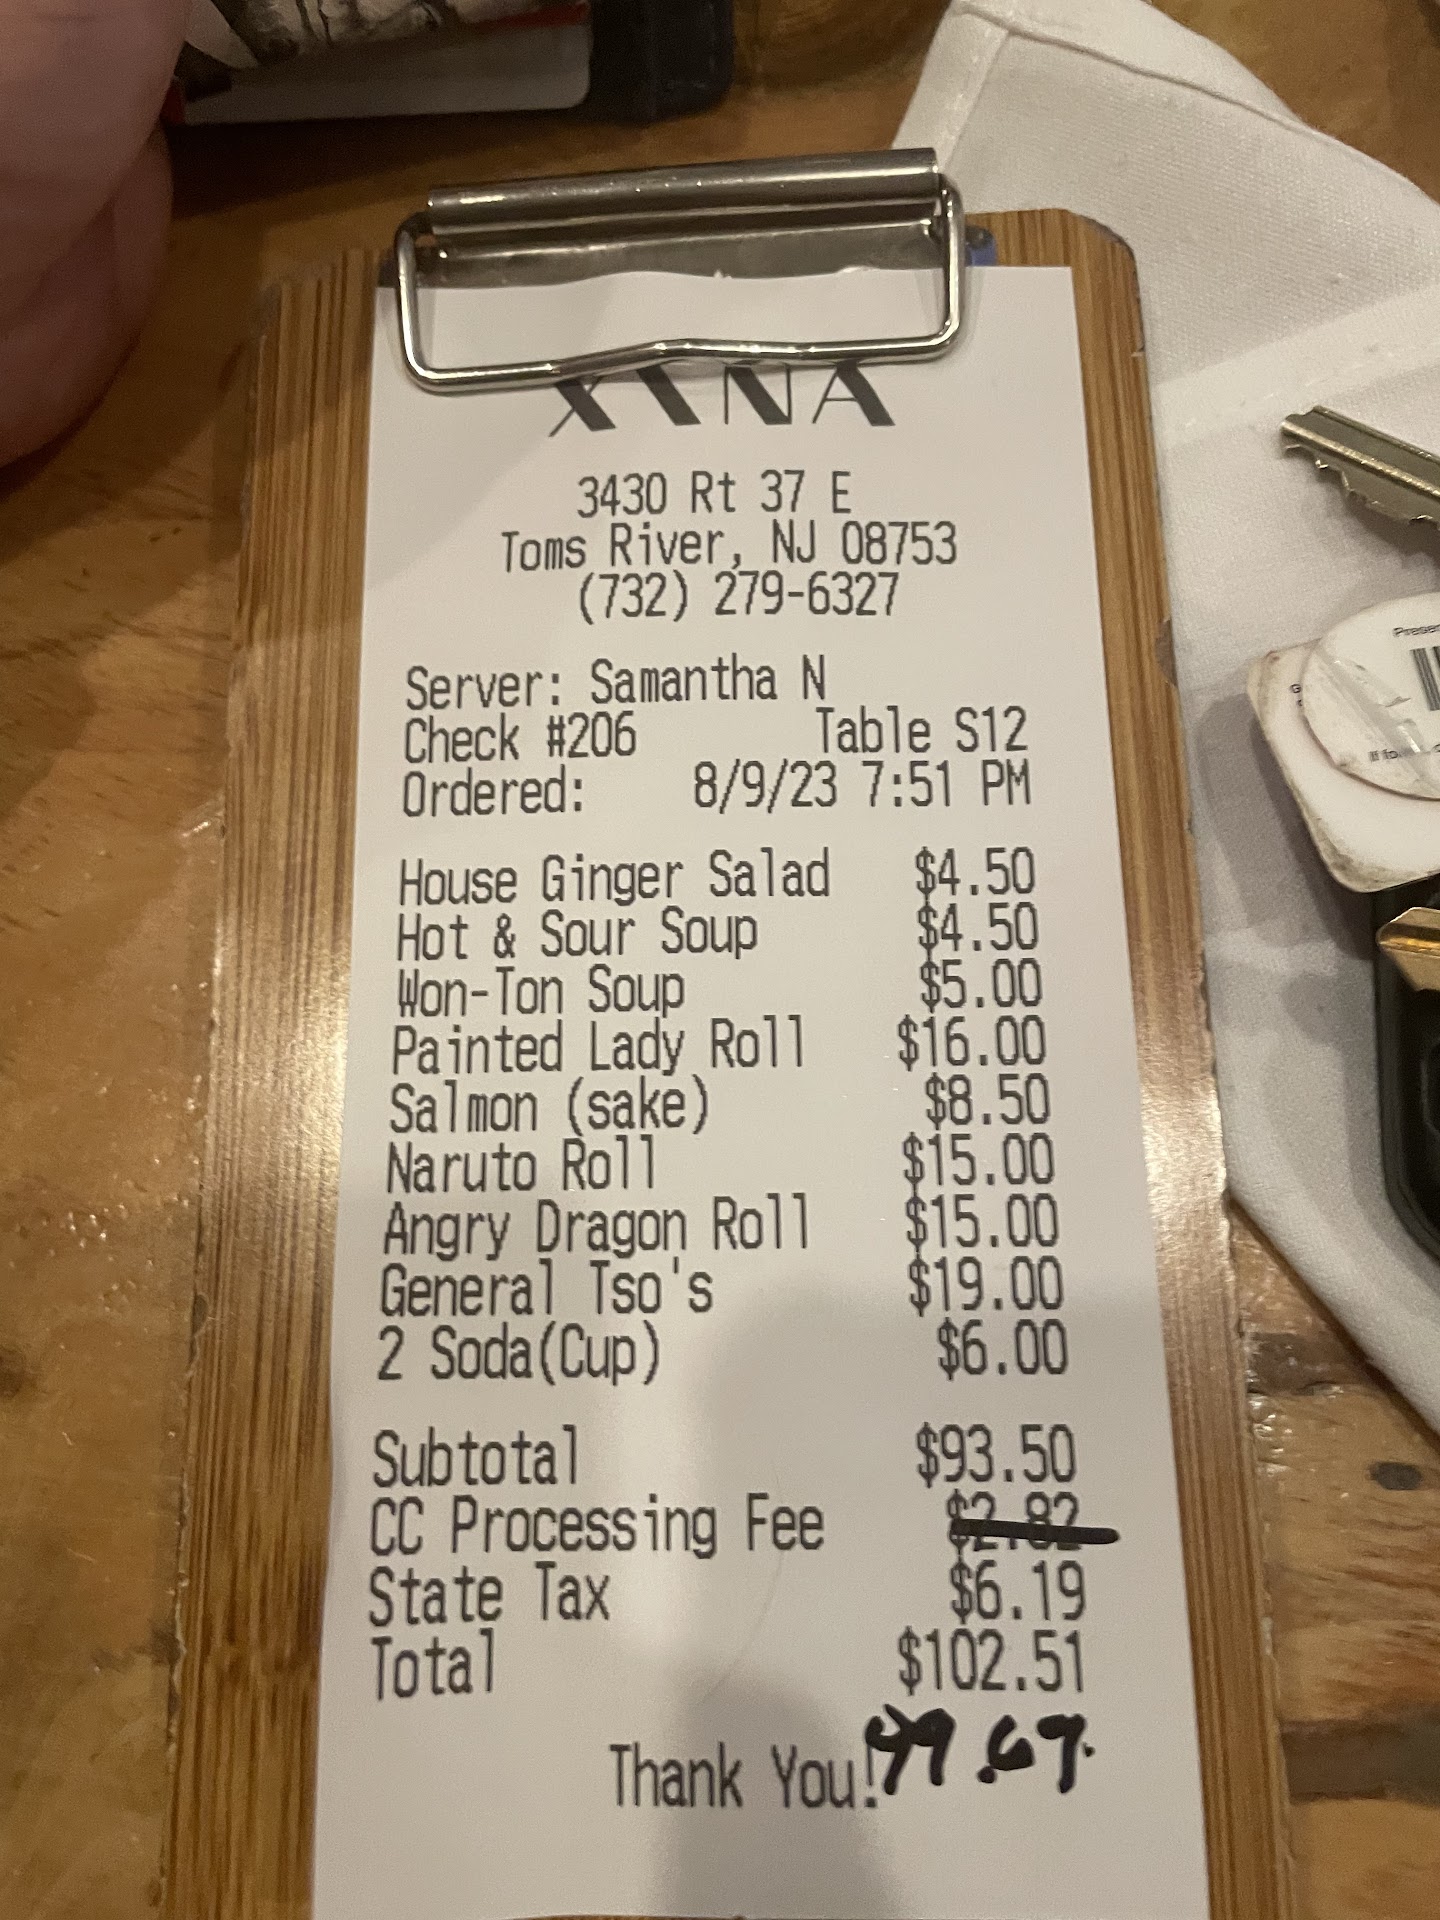 XINA
3430 Rt 37 E
Toms River, NJ 08753
(732) 279-6327
Server: Samantha N
Check #206 Table S12
Ordered: 8/9/23 7:51 PM
House Ginger Salad $4.50
Hot & Sour Soup $4.50
Won-Ton Soup $5.00
Painted Lady Roll $16.00
Salmon (sake) $8.50
Naruto Roll $15.00
Angry Dragon Roll $15.00
General Tso's $19.00
2 Soda(Cup) $6.00
Subtotal $93.50
CC Processing Fee $2.82
State Tax $6.19
Total $102.51
99.69
Thank You!